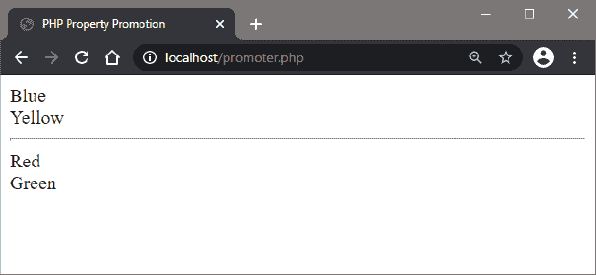 PHP Property Promotion
localhost/promoter.php
Blue
Yellow
Red
Green